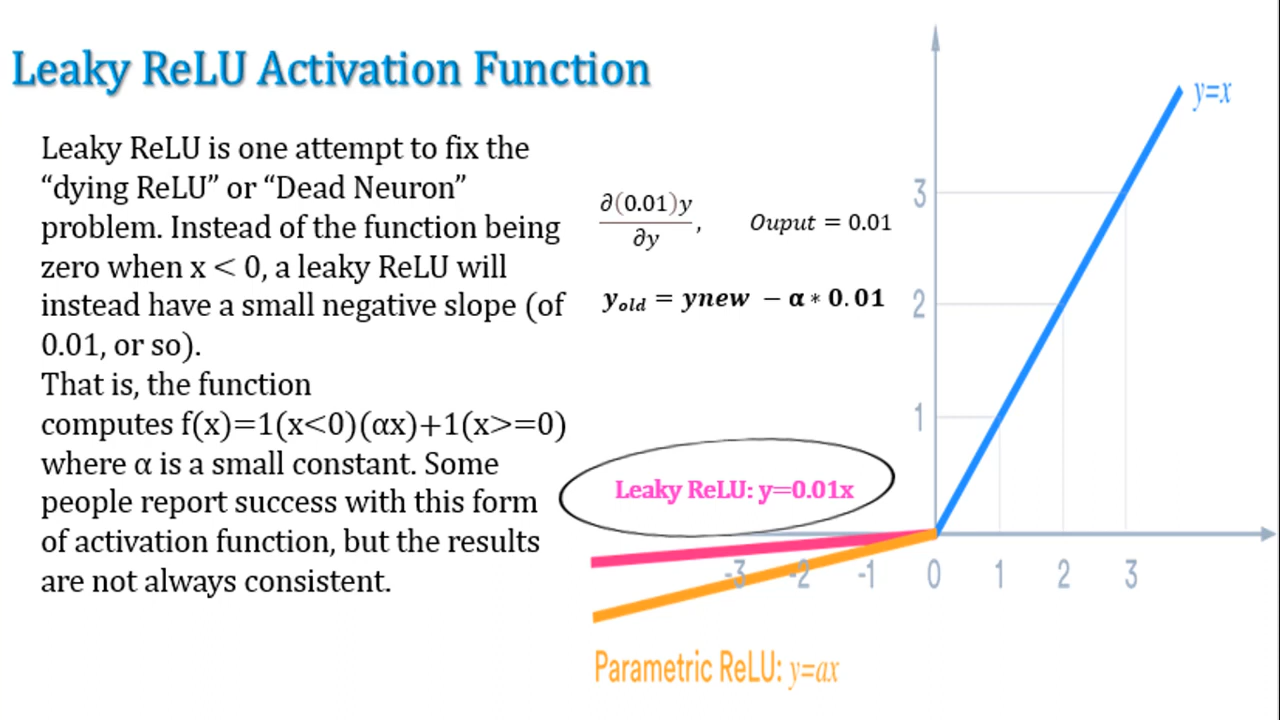 Leaky ReLU Activation Function
Leaky ReLU is one attempt to fix the
“dying ReLU” or “Dead Neuron”
problem. Instead of the function being
zero when x < 0, a leaky ReLU will
instead have a small negative slope (of
0.01, or so).
That is, the function
computes f(x)=1(x<0)(αx)+1(x>=0)
where α is a small constant. Some
people report success with this form
of activation function, but the results
are not always consistent.
∂(0.01)y
∂y
,
Ouput = 0.01
yold = ynew − α * 0.01
Leaky ReLU: y=0.01x
Parametric ReLU: y=ax
y=x
3
2
1
-3 -2 -1 0 1 2 3